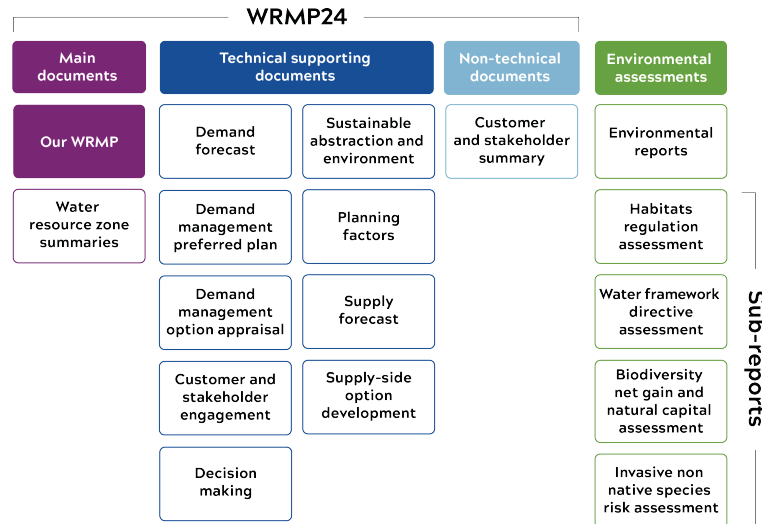 WRMP24
Main
documents
Technical supporting
documents
Non-technical
documents
Environmental
assessments
Our WRMP
Demand
forecast
Sustainable
abstraction and
environment
Customer
and stakeholder
summary
Environmental
reports
Water
resource zone
summaries
Demand
management
preferred plan
Planning
factors
Habitats
regulation
assessment
Demand
management
option appraisal
Supply
forecast
Water framework
directive
assessment
Customer and
stakeholder
engagement
Supply-side
option
development
Biodiversity
net gain and
natural capital
assessment
Decision
making
Invasive non
native species
risk assessment
Sub-reports